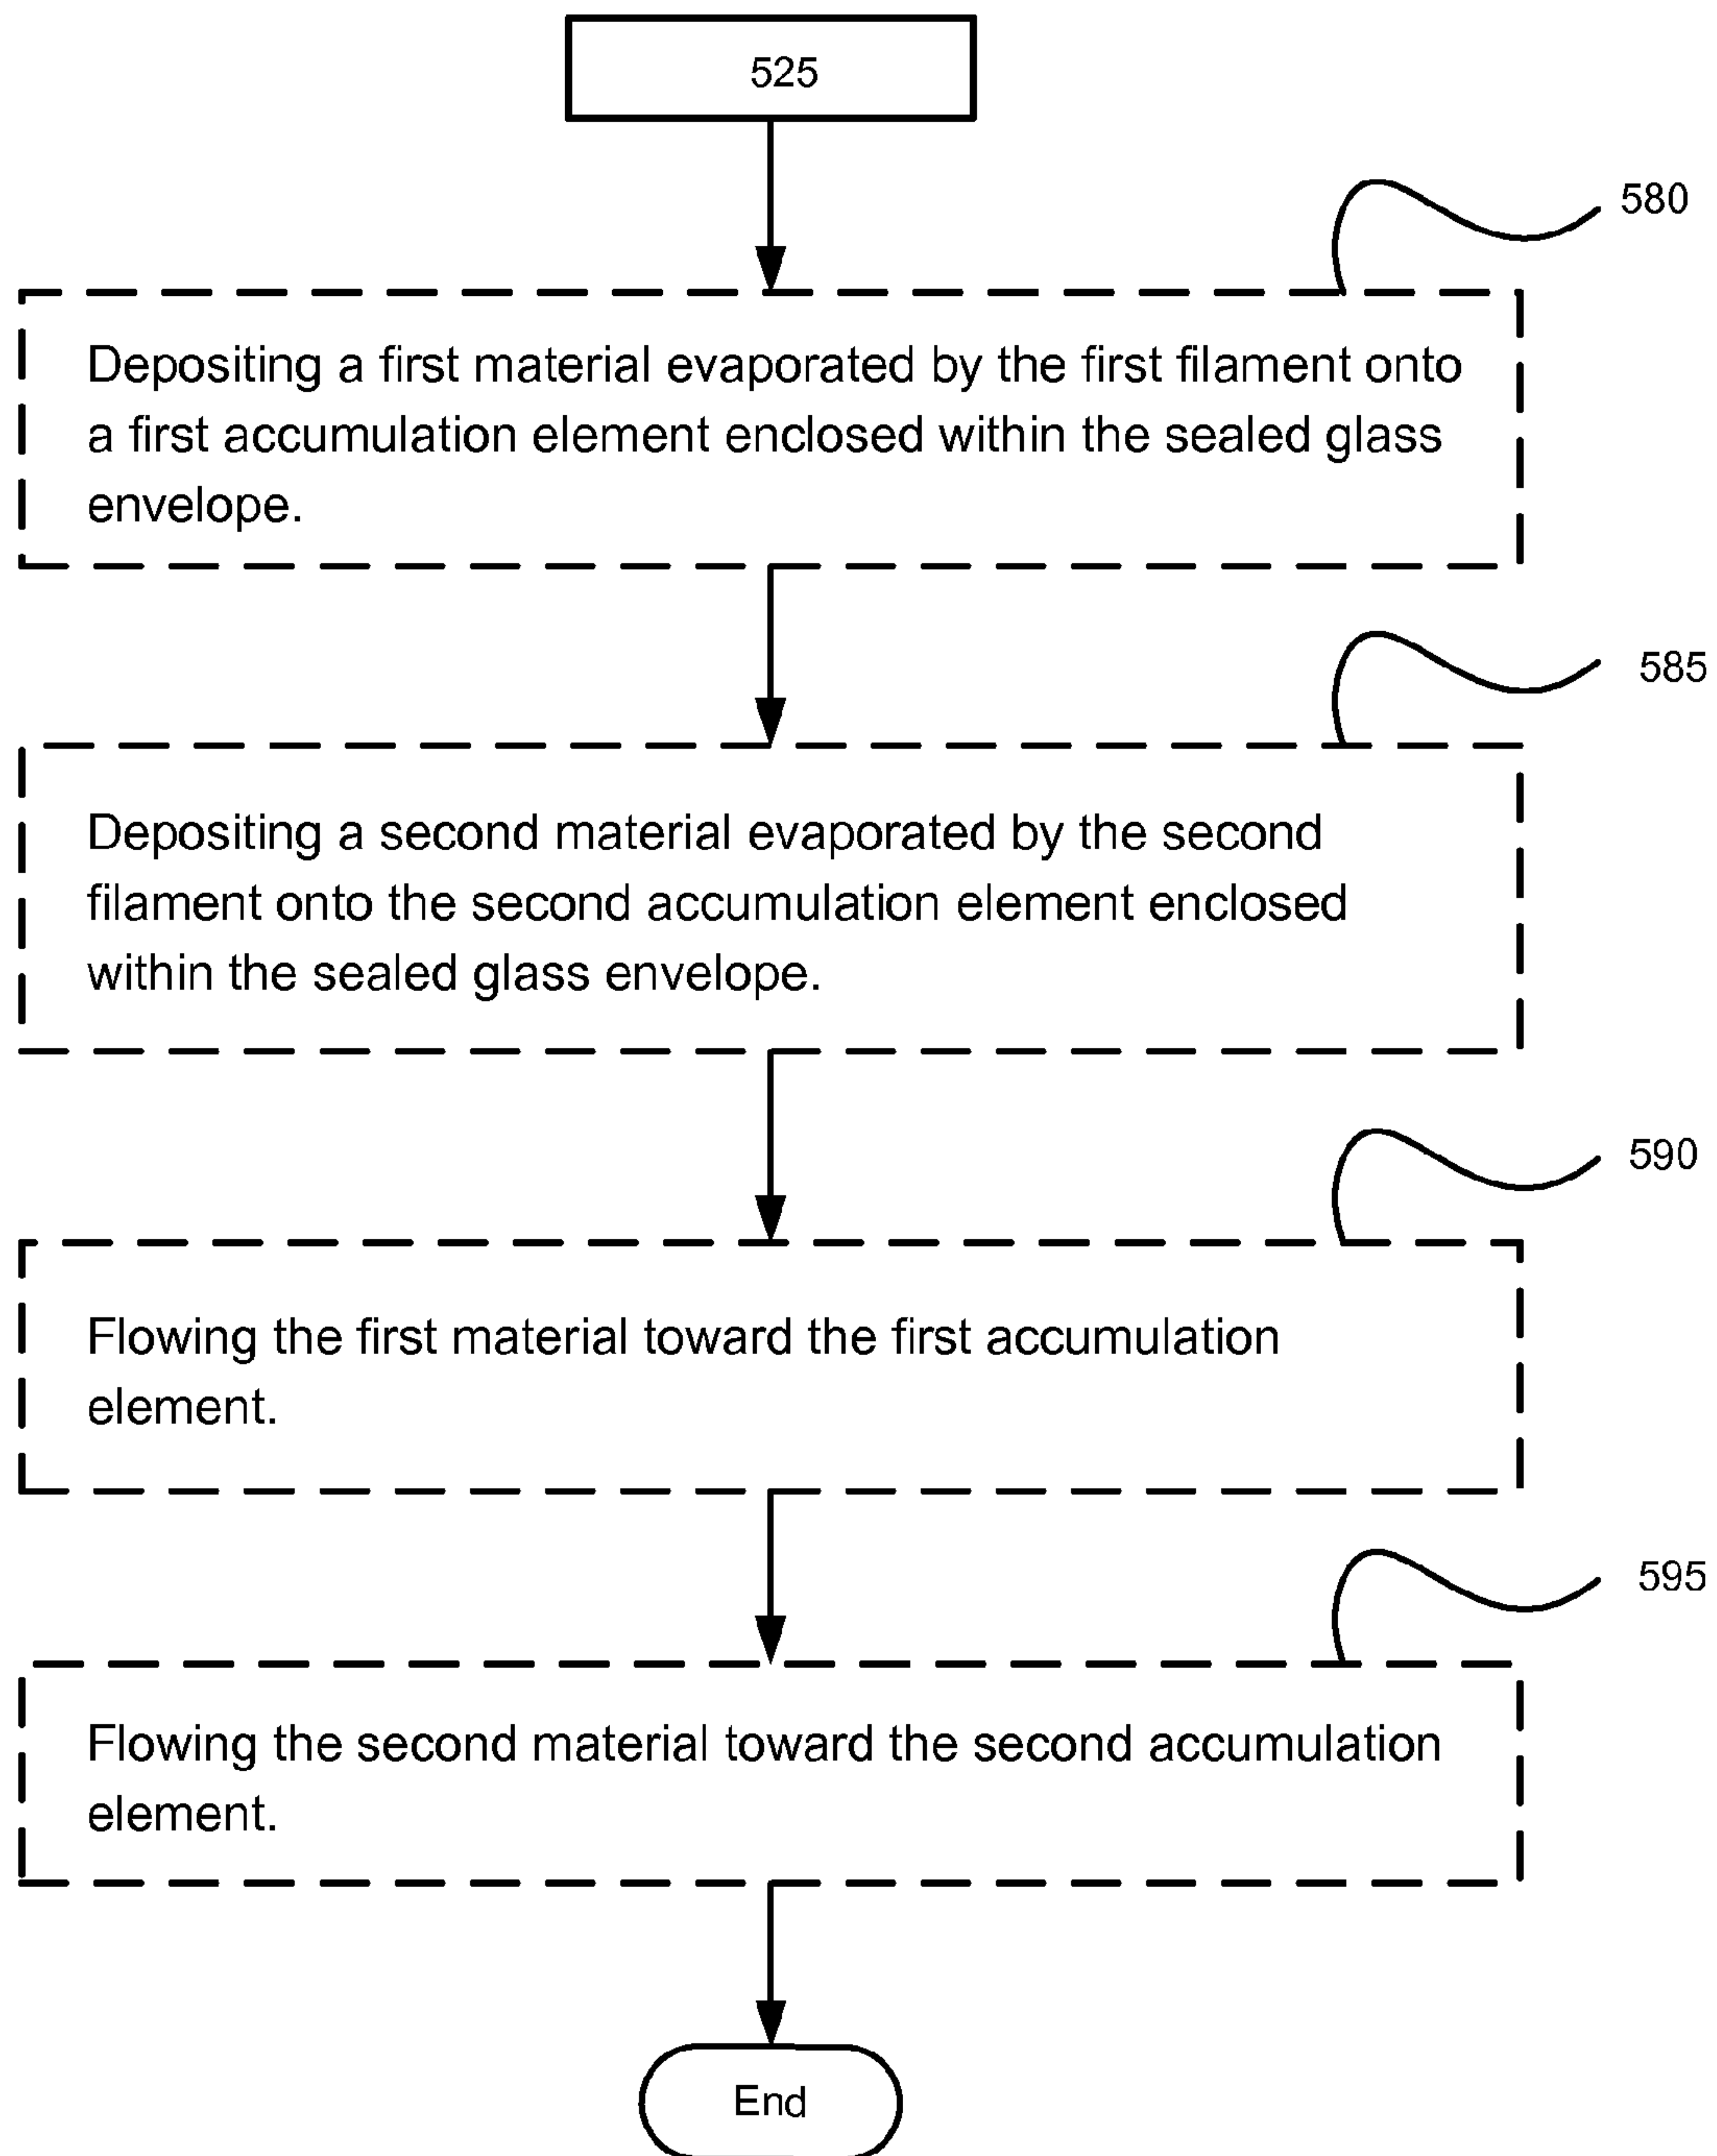 525
580
Depositing a first material evaporated by the first filament onto
a first accumulation element enclosed within the sealed glass
envelope.
585
Depositing a second material evaporated by the second
filament onto the second accumulation element enclosed
within the sealed glass envelope.
590
Flowing the first material toward the first accumulation
element.
595
Flowing the second material toward the second accumulation
element.
End